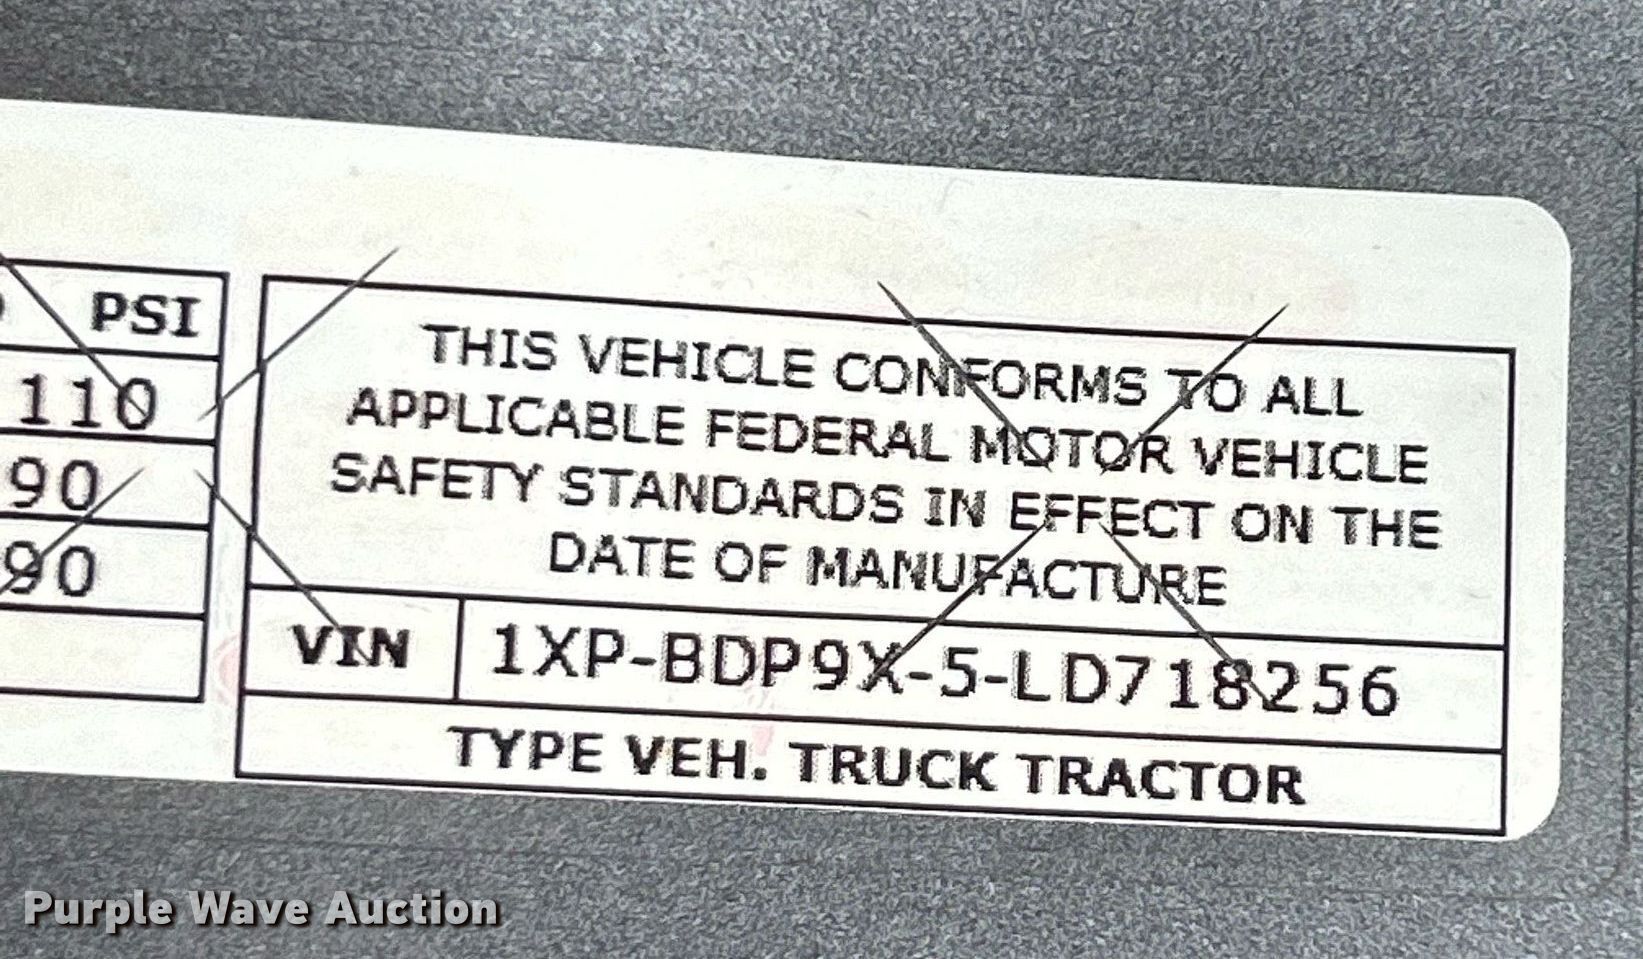 PSI
110
90
90
THIS VEHICLE CONFORMS TO ALL
APPLICABLE FEDERAL MOTOR VEHICLE
SAFETY STANDARDS IN EFFECT ON THE
DATE OF MANUFACTURE
VIN 1XP-BDP9X-5-LD718256
TYPE VEH. TRUCK TRACTOR
Purple Wave Auction